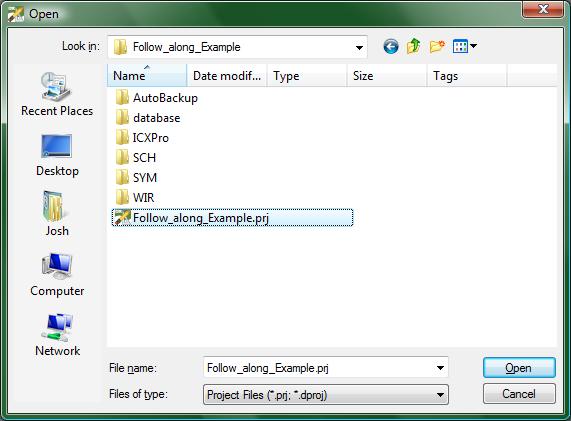 Open
Look in: Follow_along_Example
Name Date modif... Type Size Tags
Recent Places
Desktop
Josh
Computer
Network
AutoBackup
database
ICXPro
SCH
SYM
WIR
Follow_along_Example.prj
File name: Follow_along_Example.prj Open
Files of type: Project Files (*.prj; *.dproj) Cancel